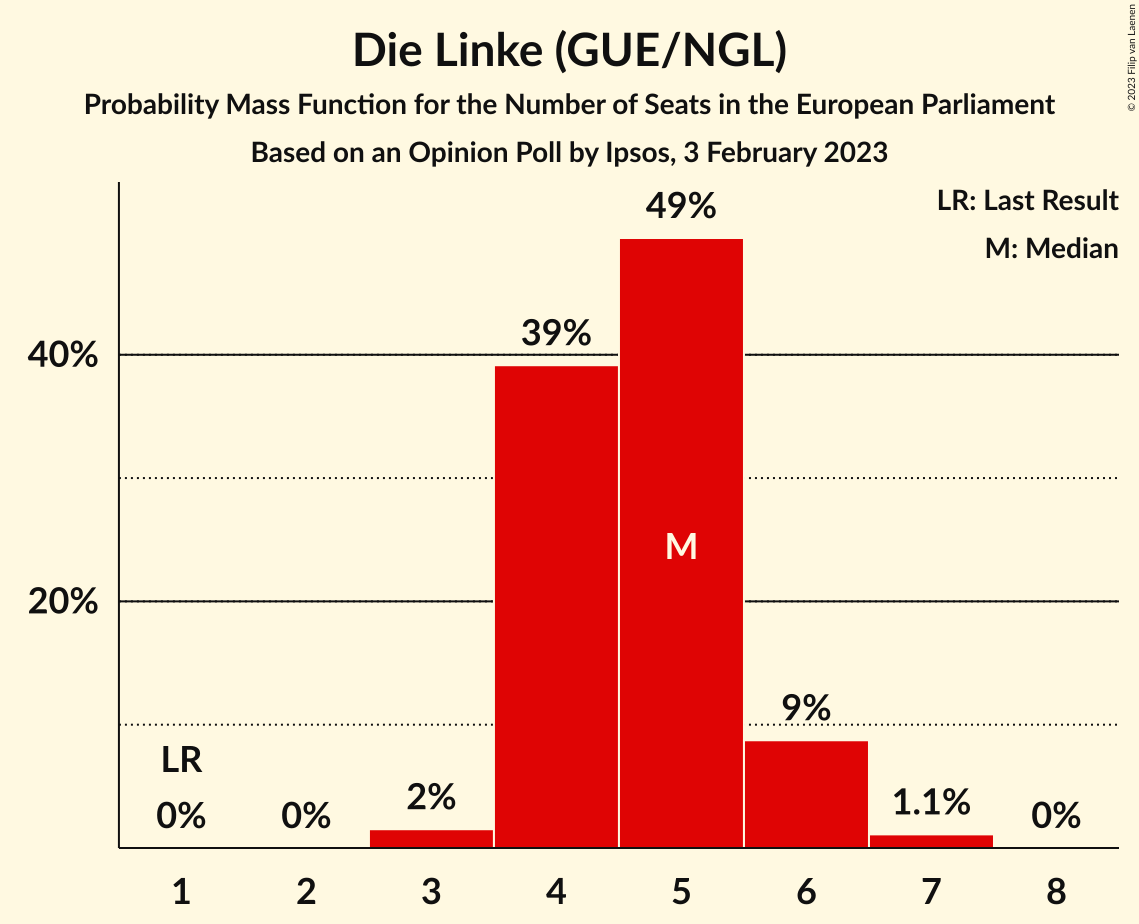 Die Linke (GUE/NGL)
Probability Mass Function for the Number of Seats in the European Parliament
Based on an Opinion Poll by Ipsos, 3 February 2023
© 2023 Filip van Laenen
LR: Last Result
M: Median
49%
39%
40%
M
20%
9%
LR
2%
1.1%
0%
0%
0%
1 2 3 4 5 6 7 8